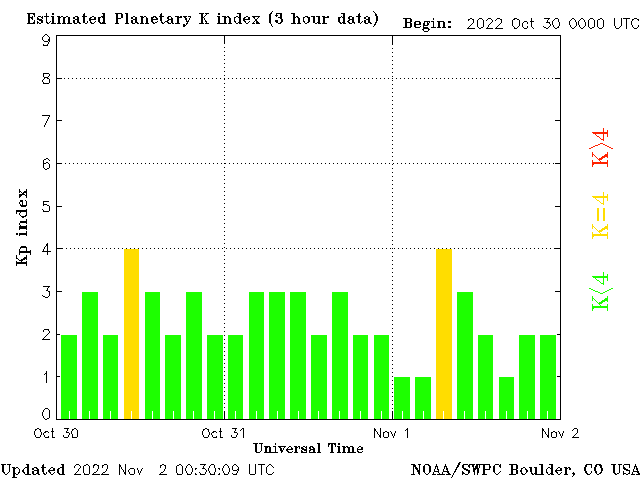 Estimated Planetary K index (3 hour data) Begin: 2022 Oct 30 0000 UTC
9
8
7
6
5
4
3
2
1
0
Kp index
K>4
K=4
K<4
Oct 30 Oct 31 Nov 1 Nov 2
Universal Time
Updated 2022 Nov 2 00:30:09 UTC NOAA/SWPC Boulder, CO USA